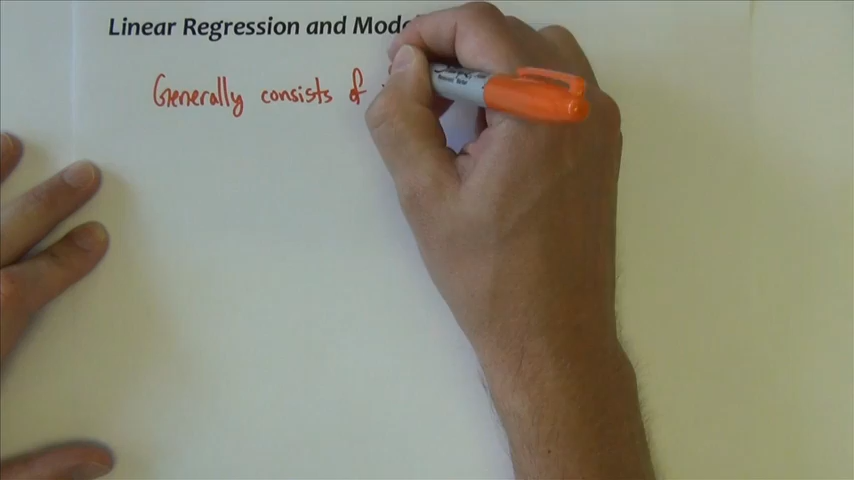 Linear Regression and Mode
Generally consists of